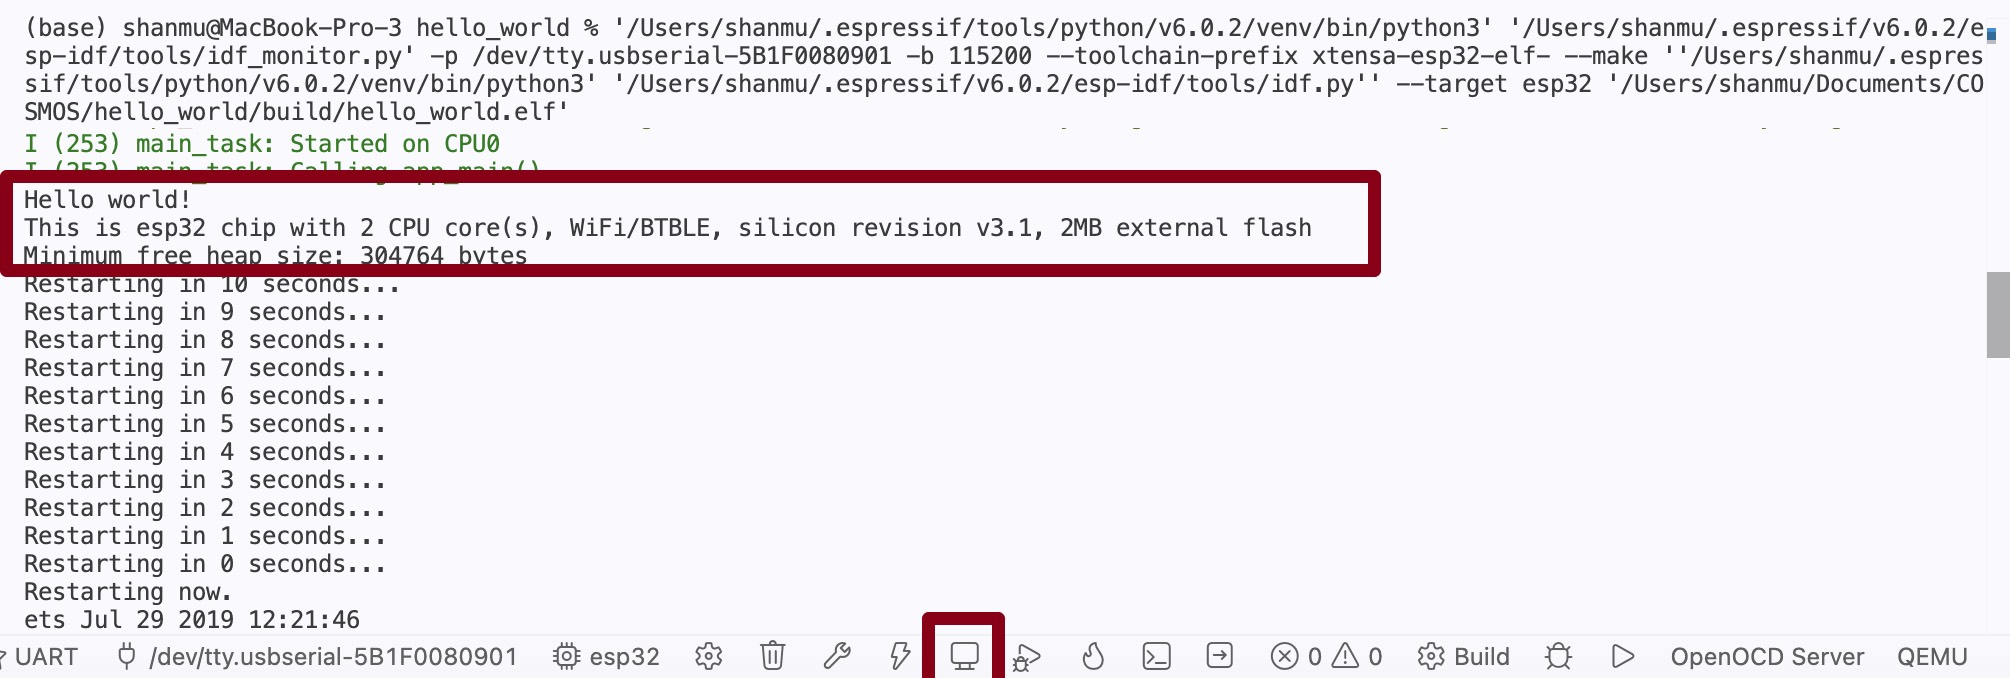 (base) shanmu@MacBook-Pro-3 hello_world % '/Users/shanmu/.espressif/tools/python/v6.0.2/venv/bin/python3' '/Users/shanmu/.espressif/v6.0.2/e
sp-idf/tools/idf_monitor.py' -p /dev/tty.usbserial-5B1F0080901 -b 115200 --toolchain-prefix xtensa-esp32-elf- --make ''/Users/shanmu/.espres
sif/tools/python/v6.0.2/venv/bin/python3' '/Users/shanmu/.espressif/v6.0.2/esp-idf/tools/idf.py'' --target esp32 '/Users/shanmu/Documents/CO
SMOS/hello_world/build/hello_world.elf'
I (253) main_task: Started on CPU0
I (253) main_task: Calling app_main()
Hello world!
This is esp32 chip with 2 CPU core(s), WiFi/BTBLE, silicon revision v3.1, 2MB external flash
Minimum free heap size: 304764 bytes
Restarting in 10 seconds...
Restarting in 9 seconds...
Restarting in 8 seconds...
Restarting in 7 seconds...
Restarting in 6 seconds...
Restarting in 5 seconds...
Restarting in 4 seconds...
Restarting in 3 seconds...
Restarting in 2 seconds...
Restarting in 1 seconds...
Restarting in 0 seconds...
Restarting now.
ets Jul 29 2019 12:21:46
UART /dev/tty.usbserial-5B1F0080901 esp32 0 0 Build OpenOCD Server QEMU